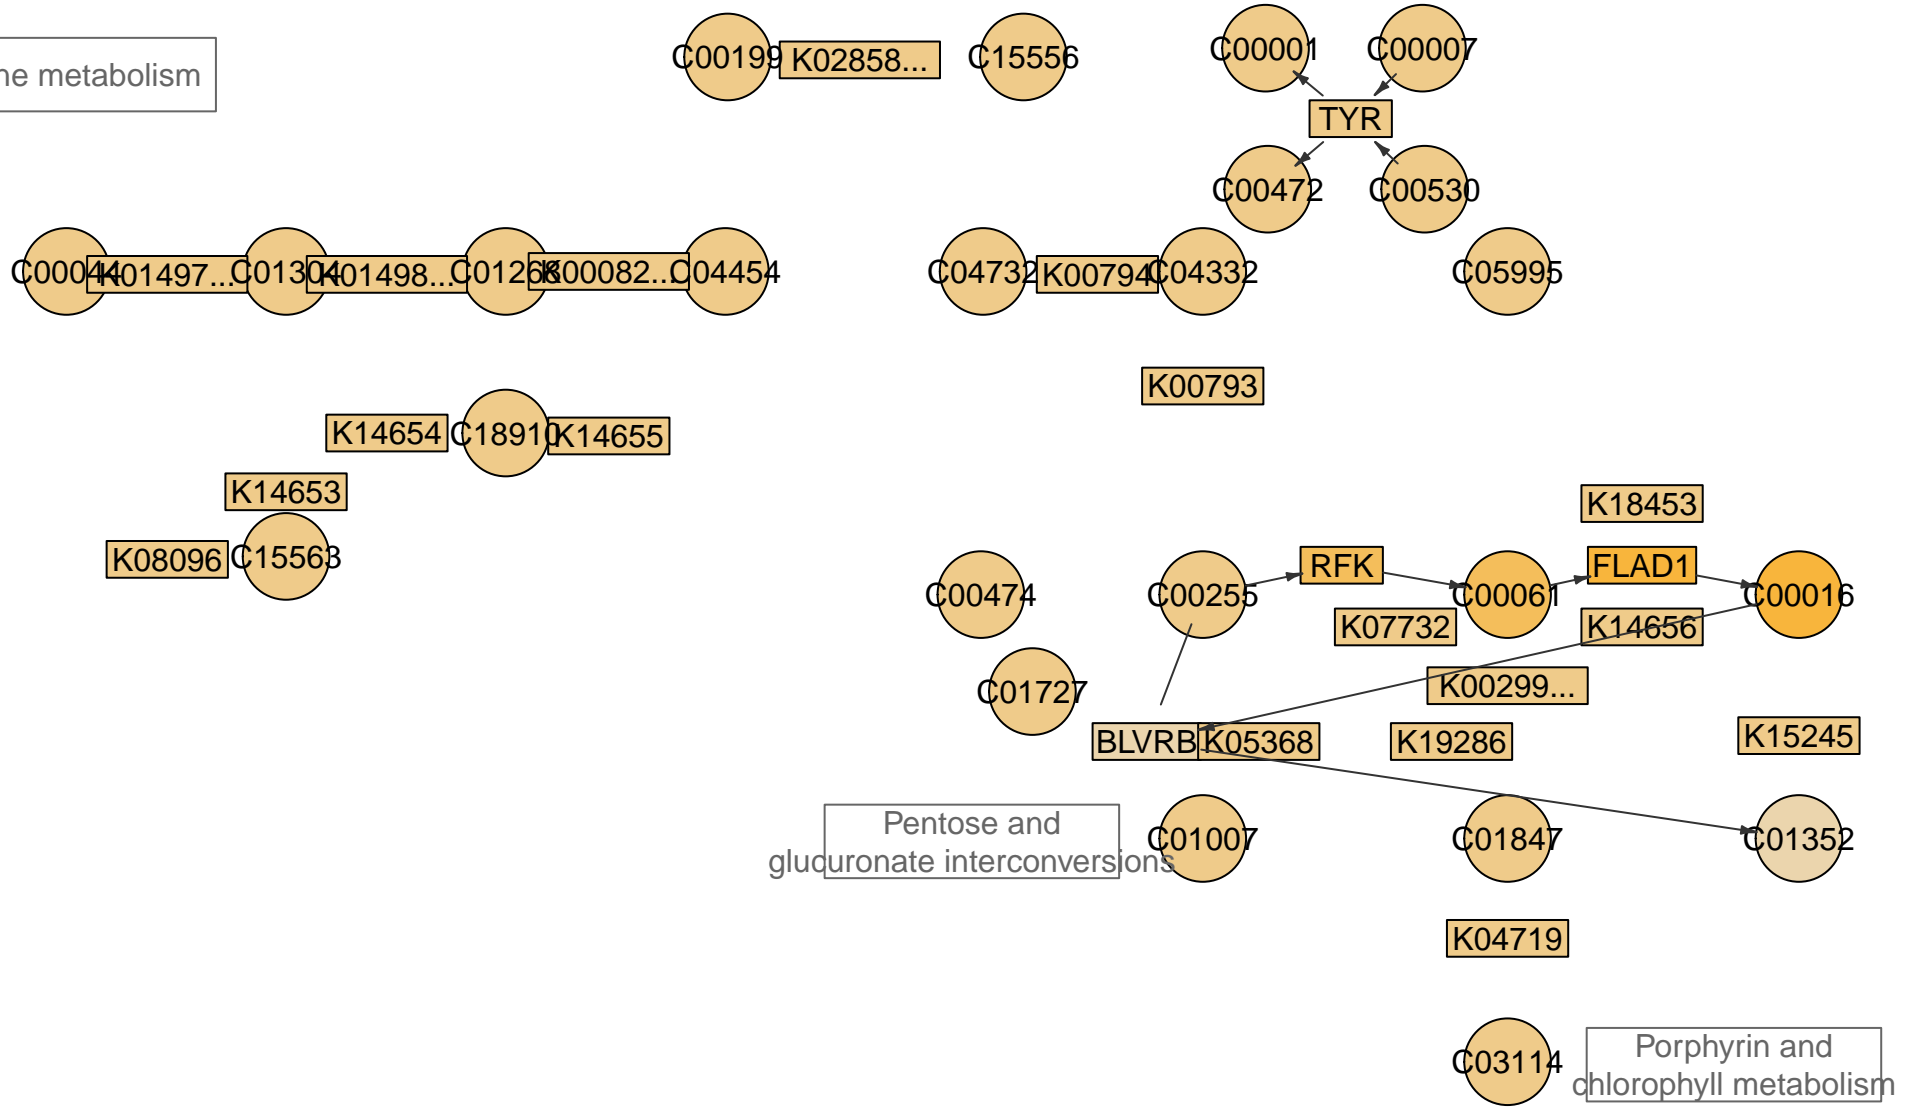 ne metabolism
C00199
K02858...
C15556
C00001
C00007
TYR
C00472
C00530
C00044
K01497...
C01304
K01498...
C01268
K00082...
C04454
C04732
K00794
C04332
C05995
K00793
K14654
C18910
K14655
K14653
K08096
C15563
K18453
C00474
C00255
RFK
C00061
FLAD1
C00016
K07732
K14656
C01727
K00299...
BLVRB
K05368
K19286
K15245
Pentose and
glucuronate interconversions
C01007
C01847
C01352
K04719
C03114
Porphyrin and
chlorophyll metabolism